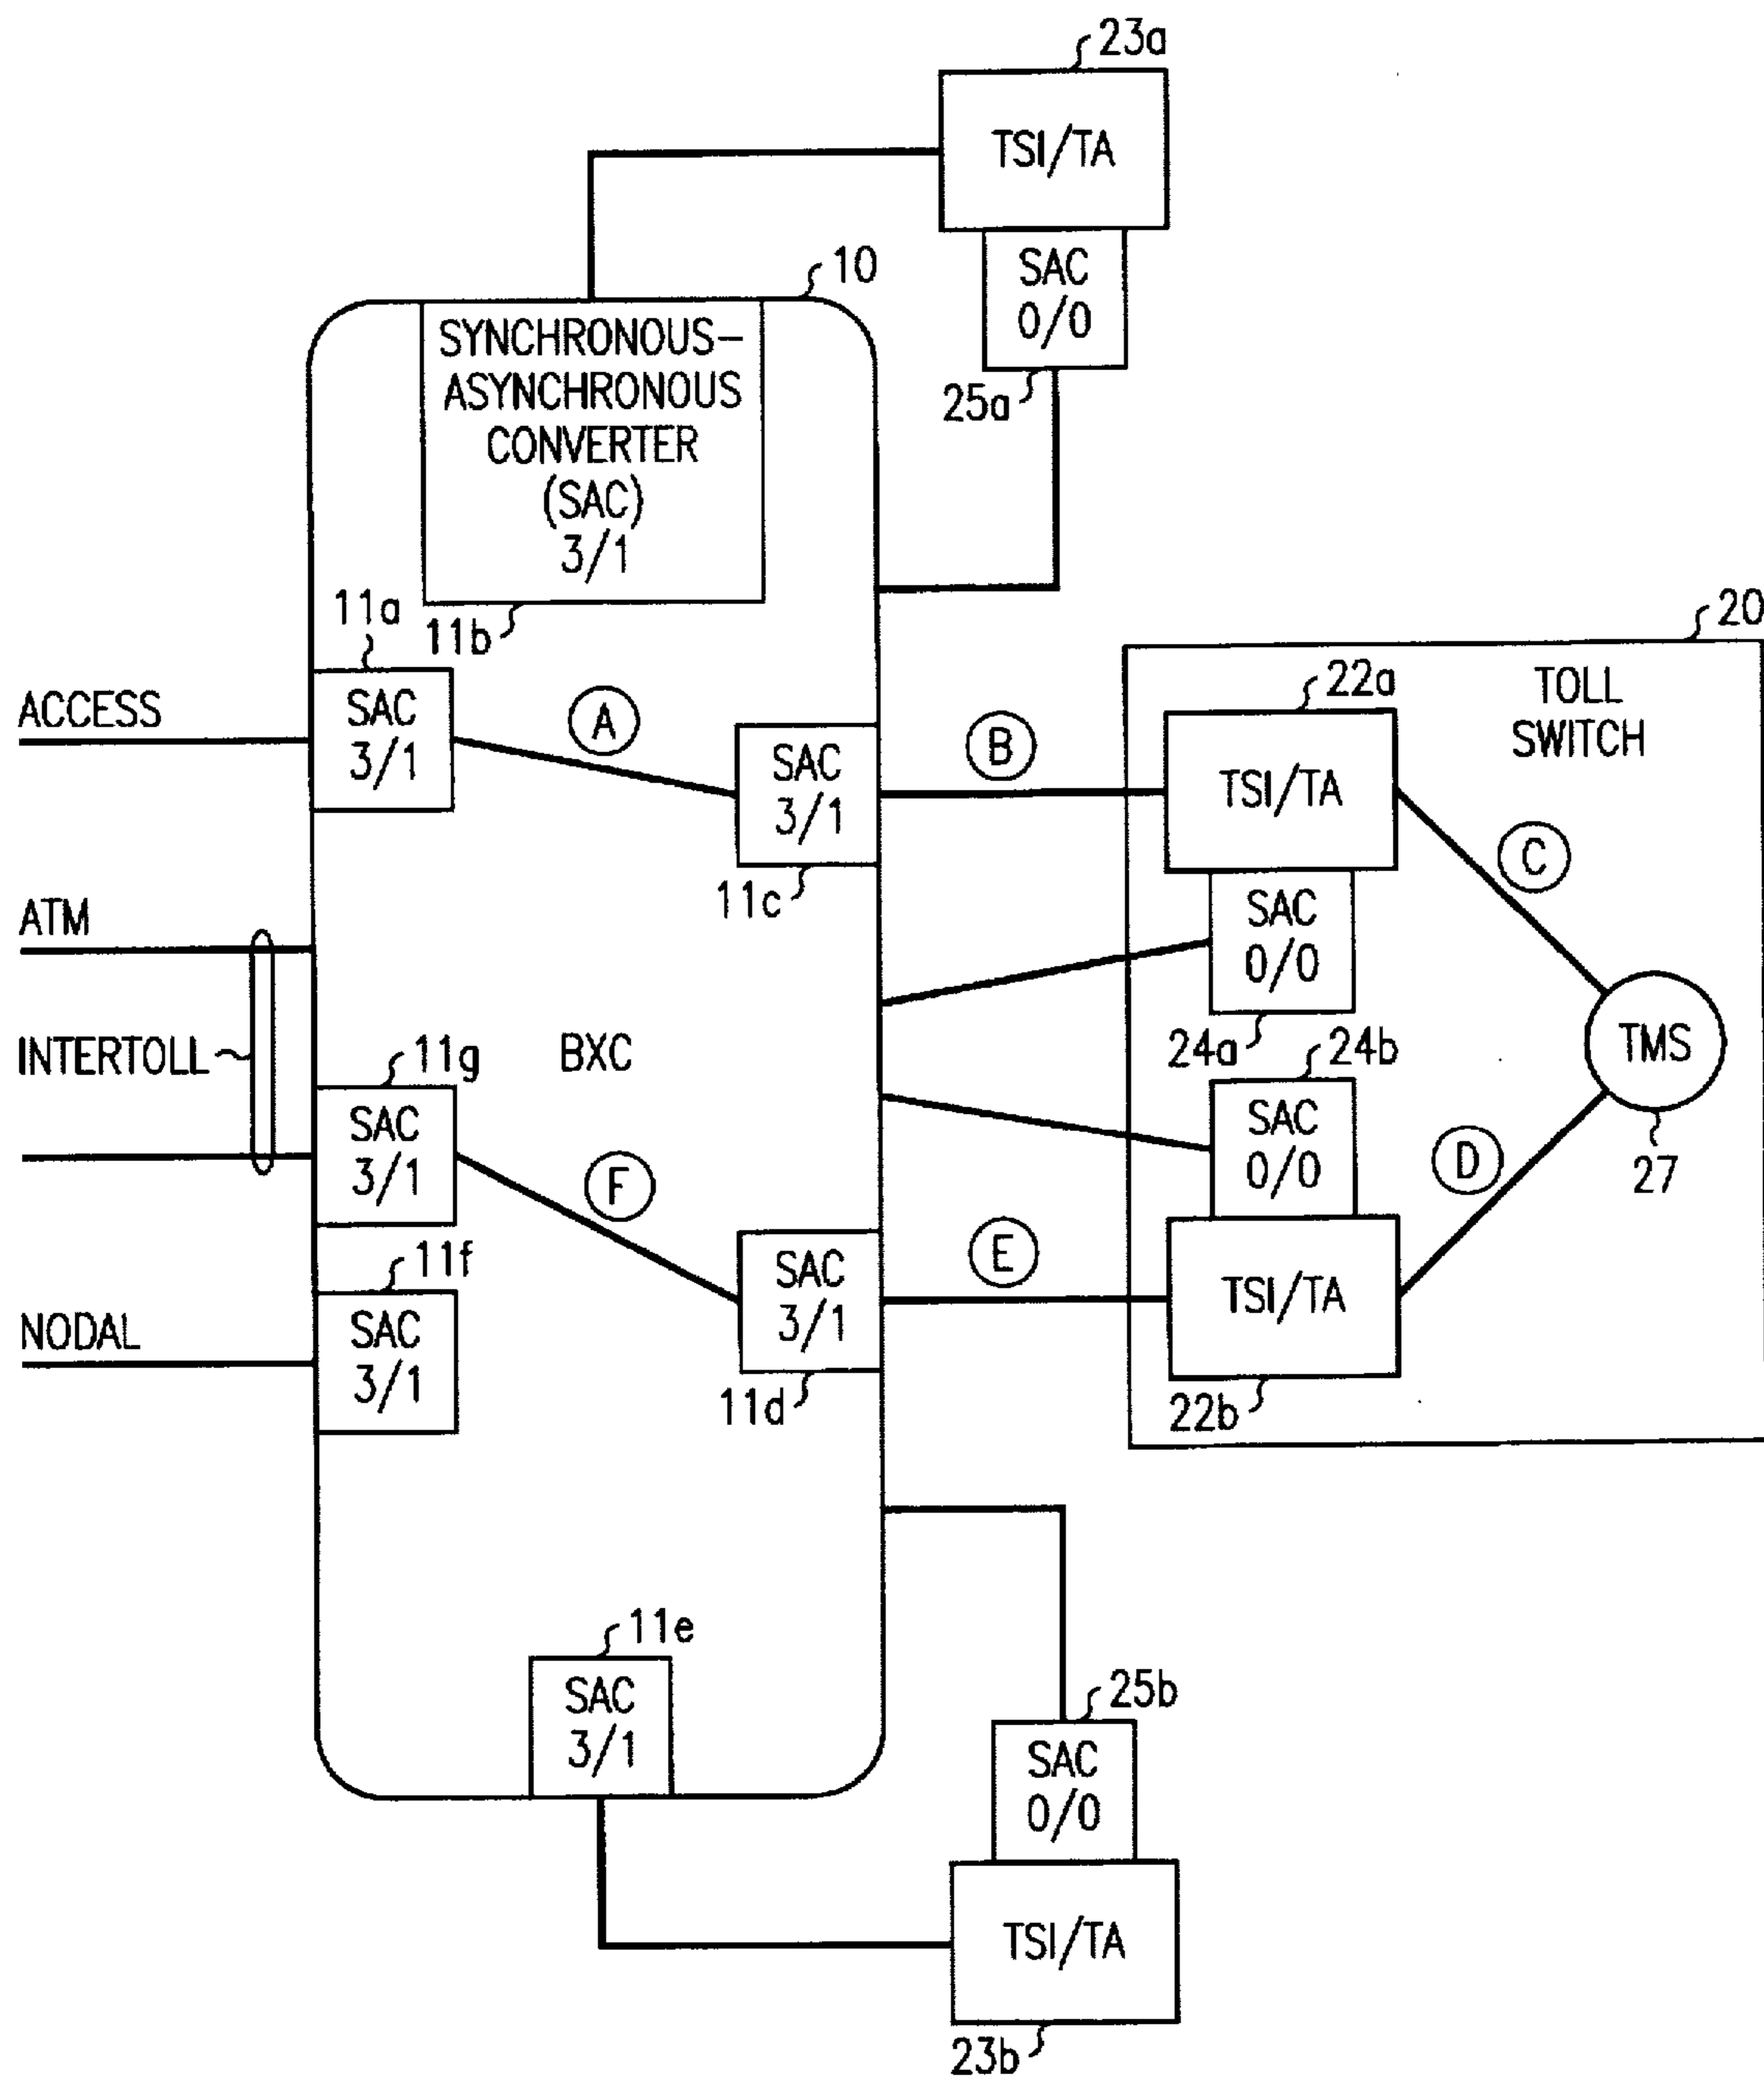 23a
TSI/TA
SAC
0/0
25a
10
SYNCHRONOUS-
ASYNCHRONOUS
CONVERTER
(SAC)
3/1
11b
11a
ACCESS
SAC
3/1
A
SAC
3/1
11c
B
20
TOLL
SWITCH
22a
TSI/TA
C
SAC
0/0
24a
ATM
INTERTOLL
BXC
11g
SAC
3/1
F
24b
SAC
0/0
TMS
27
D
11f
SAC
3/1
NODAL
SAC
3/1
11d
E
TSI/TA
22b
11e
SAC
3/1
25b
SAC
0/0
TSI/TA
23b